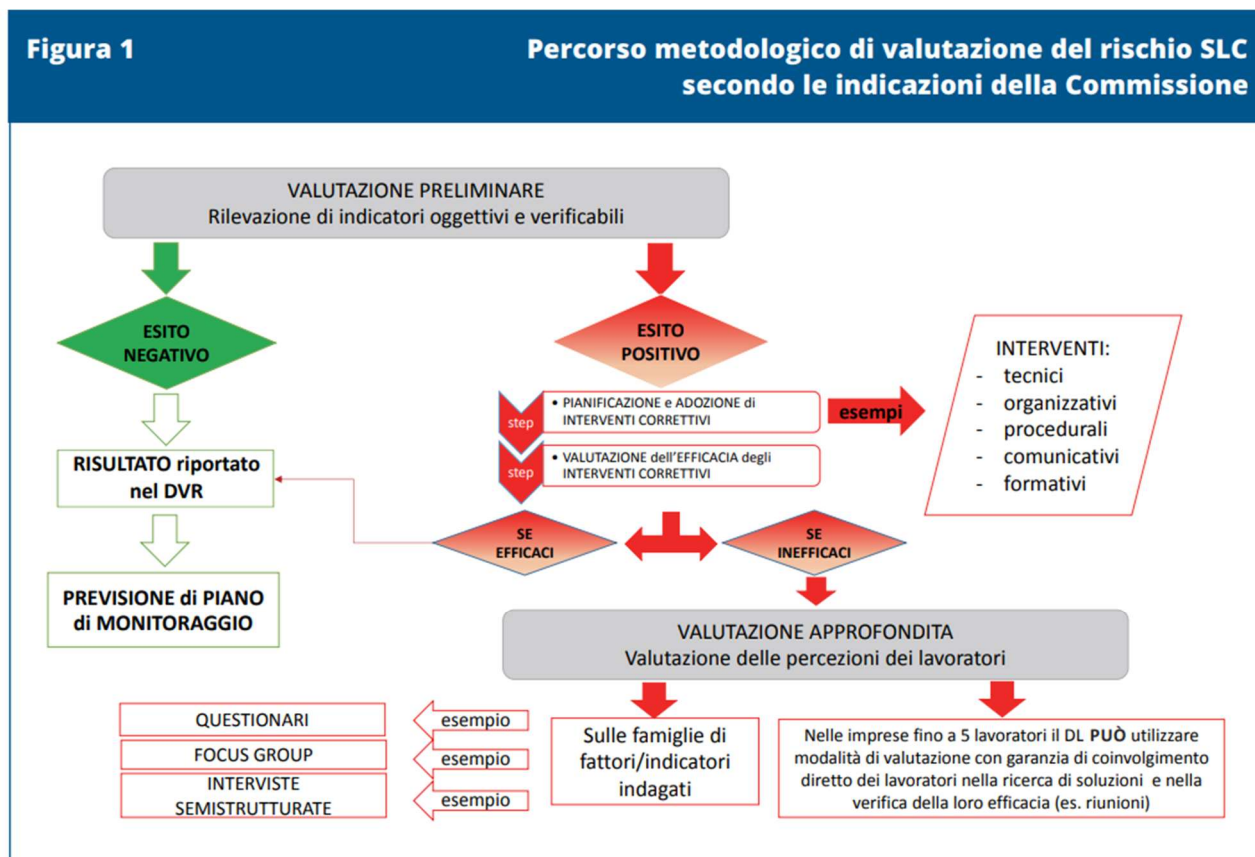 Figura 1
Percorso metodologico di valutazione del rischio SLC
secondo le indicazioni della Commissione
VALUTAZIONE PRELIMINARE
Rilevazione di indicatori oggettivi e verificabili
ESITO
NEGATIVO
ESITO
POSITIVO
step
• PIANIFICAZIONE e ADOZIONE di
INTERVENTI CORRETTIVI
esempi
INTERVENTI:
- tecnici
- organizzativi
- procedurali
- comunicativi
- formativi
step
• VALUTAZIONE dell'EFFICACIA degli
INTERVENTI CORRETTIVI
RISULTATO riportato
nel DVR
SE
EFFICACI
SE
INEFFICACI
PREVISIONE di PIANO
di MONITORAGGIO
VALUTAZIONE APPROFONDITA
Valutazione delle percezioni dei lavoratori
QUESTIONARI
esempio
FOCUS GROUP
esempio
INTERVISTE
SEMISTRUTTURATE
esempio
Sulle famiglie di
fattori/indicatori
indagati
Nelle imprese fino a 5 lavoratori il DL PUÒ utilizzare
modalità di valutazione con garanzia di coinvolgimento
diretto dei lavoratori nella ricerca di soluzioni e nella
verifica della loro efficacia (es. riunioni)